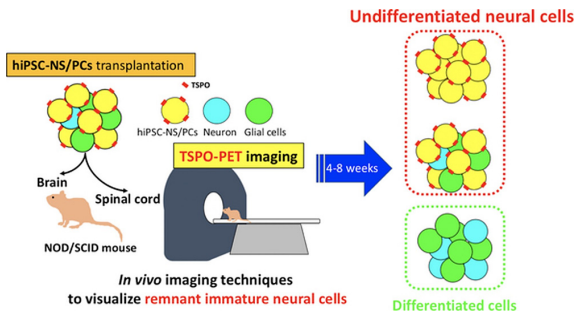 Undifferentiated neural cells
hiPSC-NS/PCs transplantation
TSPO
hiPSC-NS/PCs Neuron Glial cells
TSPO-PET imaging
4-8 weeks
Brain
Spinal cord
NOD/SCID mouse
In vivo imaging techniques
to visualize remnant immature neural cells
Differentiated cells